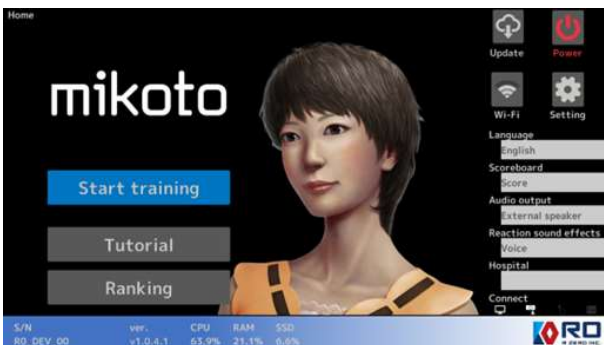 Home
mikoto
Start training
Tutorial
Ranking
Update
Power
Wi-Fi
Setting
Language
English
Scoreboard
Score
Audio output
External speaker
Reaction sound effects
Voice
Hospital
Connect
S/N ver. CPU RAM SSD
RO_DEV_00 v1.0.4.1 63.9% 21.1% 6.6%
RO
R ZERO INC.